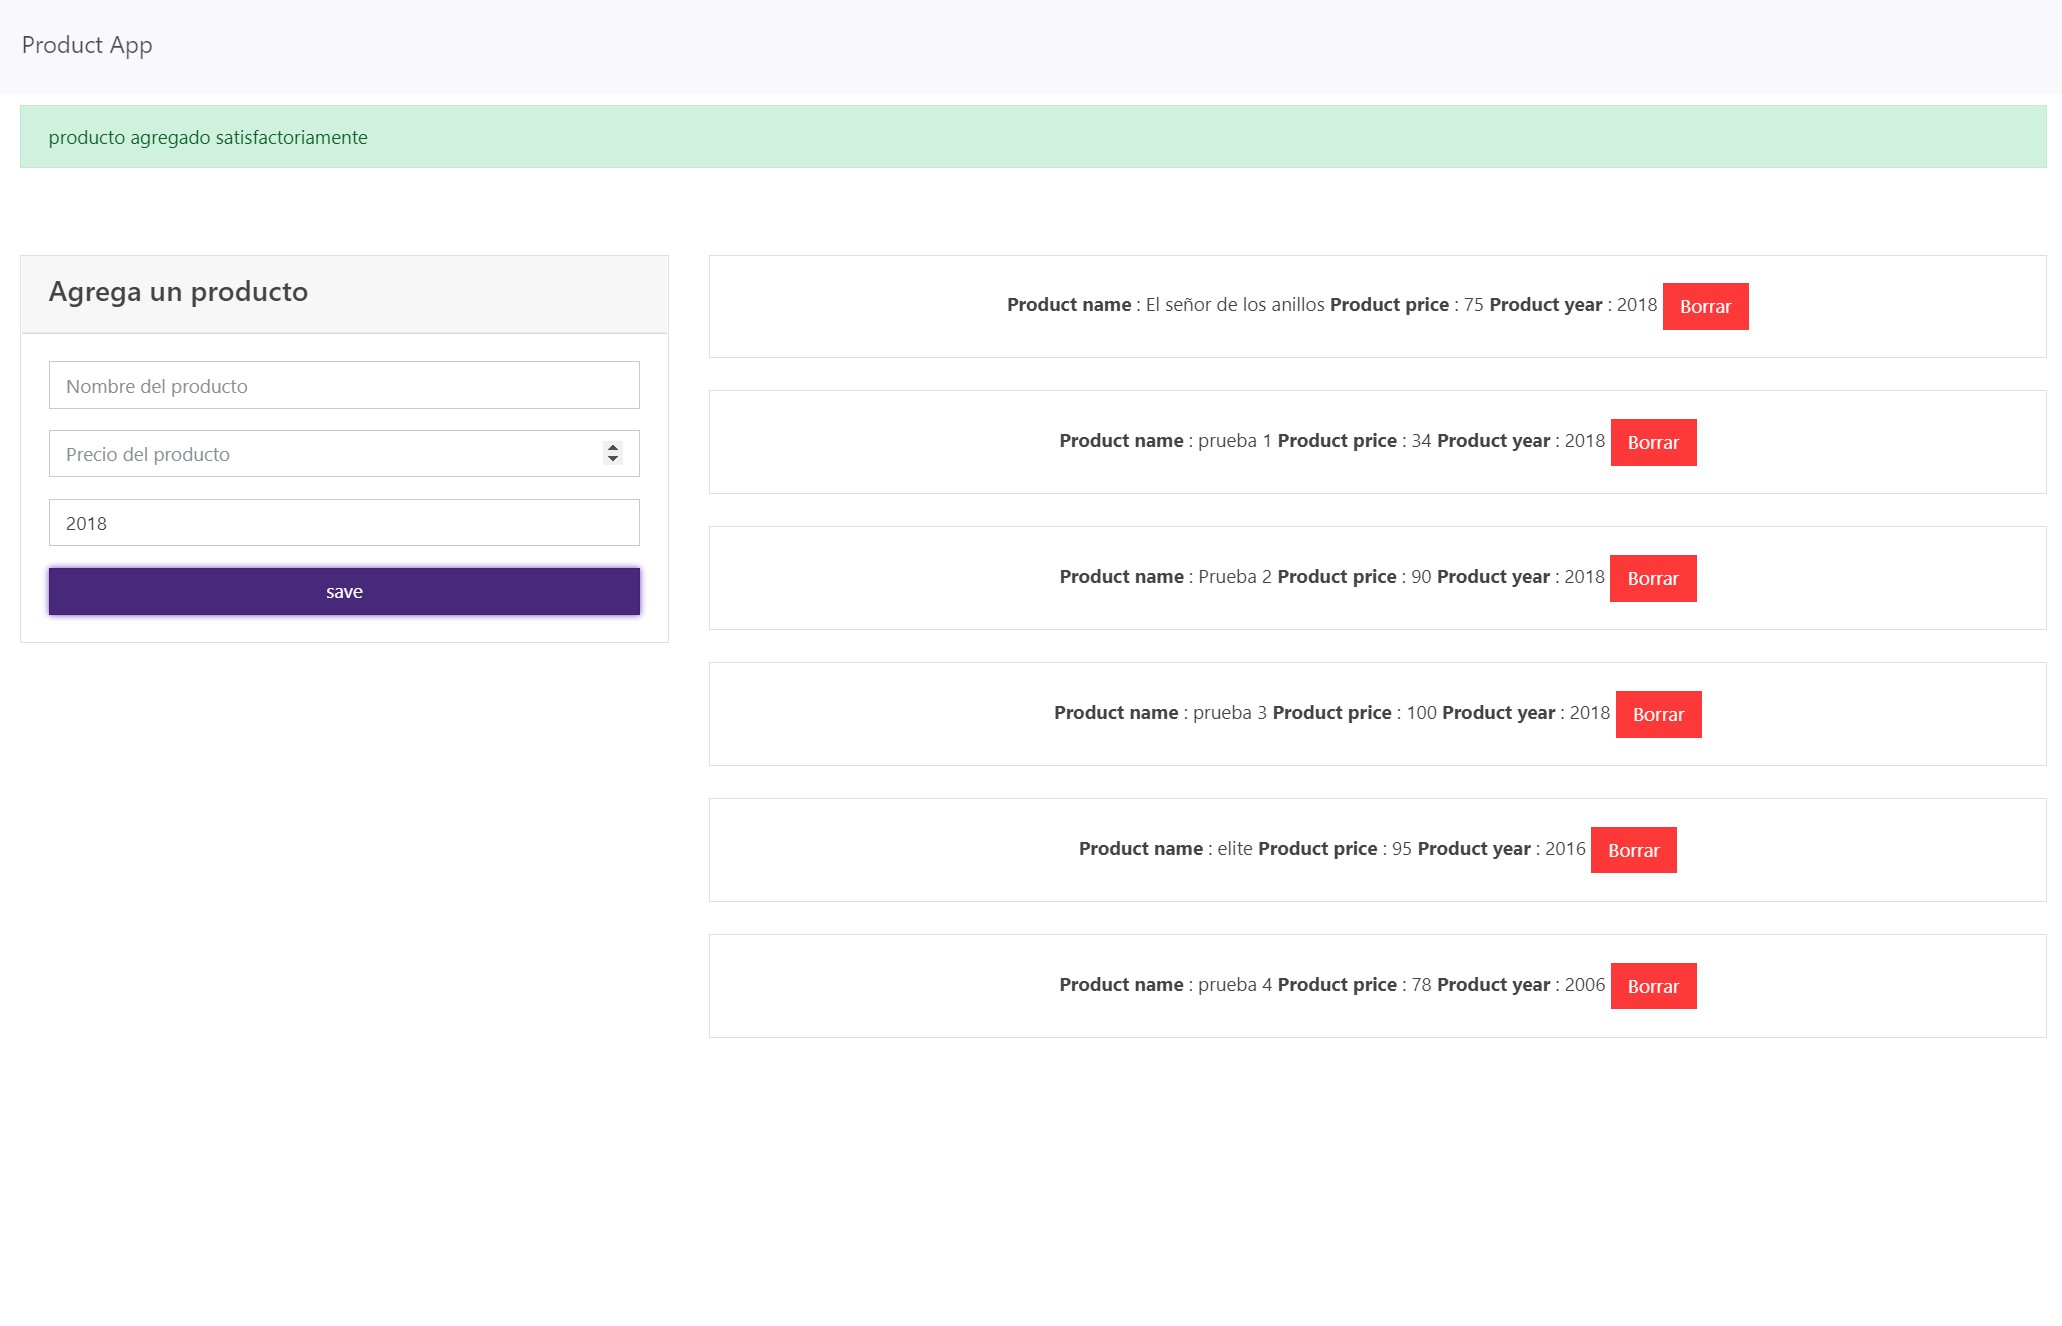 Product App
producto agregado satisfactoriamente
Agrega un producto
Nombre del producto
Precio del producto
2018
save
Product name : El señor de los anillos Product price : 75 Product year : 2018 Borrar
Product name : prueba 1 Product price : 34 Product year : 2018 Borrar
Product name : Prueba 2 Product price : 90 Product year : 2018 Borrar
Product name : prueba 3 Product price : 100 Product year : 2018 Borrar
Product name : elite Product price : 95 Product year : 2016 Borrar
Product name : prueba 4 Product price : 78 Product year : 2006 Borrar